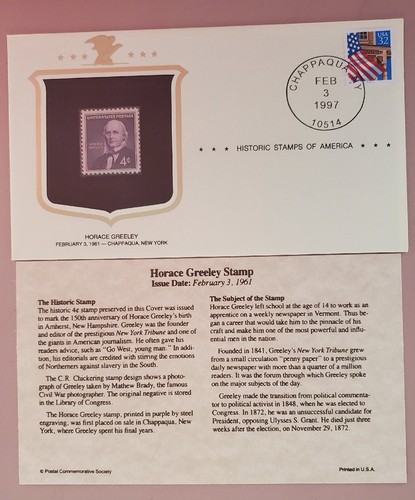 USA
32
CHAPPAQUA NY
FEB
3
1997
10514
UNITED STATES POSTAGE
4¢
★ ★ ★ HISTORIC STAMPS OF AMERICA ★ ★ ★
HORACE GREELEY
FEBRUARY 3, 1961 — CHAPPAQUA, NEW YORK
Horace Greeley Stamp
Issue Date: February 3, 1961
The Historic Stamp
The historic 4¢ stamp preserved in this Cover was issued
to mark the 150th anniversary of Horace Greeley's birth
in Amherst, New Hampshire. Greeley was the founder
and editor of the prestigious New York Tribune and one of
the giants in American journalism. He often gave his
readers advice, such as "Go West, young man." In addi-
tion, his editorials are credited with stirring the emotions
of Northerners against slavery in the South.
The C.R. Chickering stamp design shows a photo-
graph of Greeley taken by Mathew Brady, the famous
Civil War photographer. The original negative is stored
in the Library of Congress.
The Horace Greeley stamp, printed in purple by steel
engraving, was first placed on sale in Chappaqua, New
York, where Greeley spent his final years.
The Subject of the Stamp
Horace Greeley left school at the age of 14 to work as an
apprentice on a weekly newspaper in Vermont. Thus be-
gan a career that would take him to the pinnacle of his
craft and make him one of the most powerful and influ-
ential men in the nation.
Founded in 1841, Greeley's New York Tribune grew
from a small circulation "penny paper" to a prestigious
daily newspaper with more than a quarter of a million
readers. It was the forum through which Greeley spoke
on the major subjects of the day.
Greeley made the transition from political commenta-
tor to political activist in 1848, when he was elected to
Congress. In 1872, he was an unsuccessful candidate for
President, opposing Ulysses S. Grant. He died just three
weeks after the election, on November 29, 1872.
© Postal Commemorative Society
Printed in U.S.A.